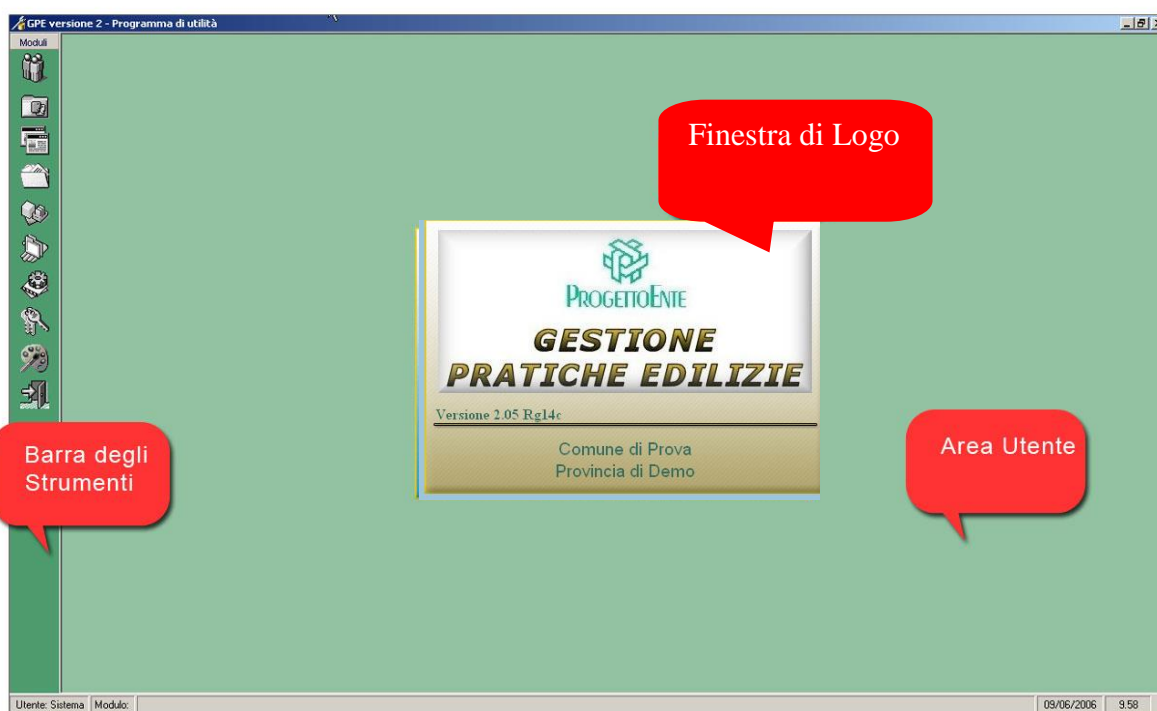 GPE versione 2 - Programma di utilità
Moduli
Finestra di Logo
PROGETTOENTE
GESTIONE
PRATICHE EDILIZIE
Versione 2.05 Rg14c
Comune di Prova
Provincia di Demo
Barra degli
Strumenti
Area Utente
Utente: Sistema Modulo: 09/06/2006 9.58